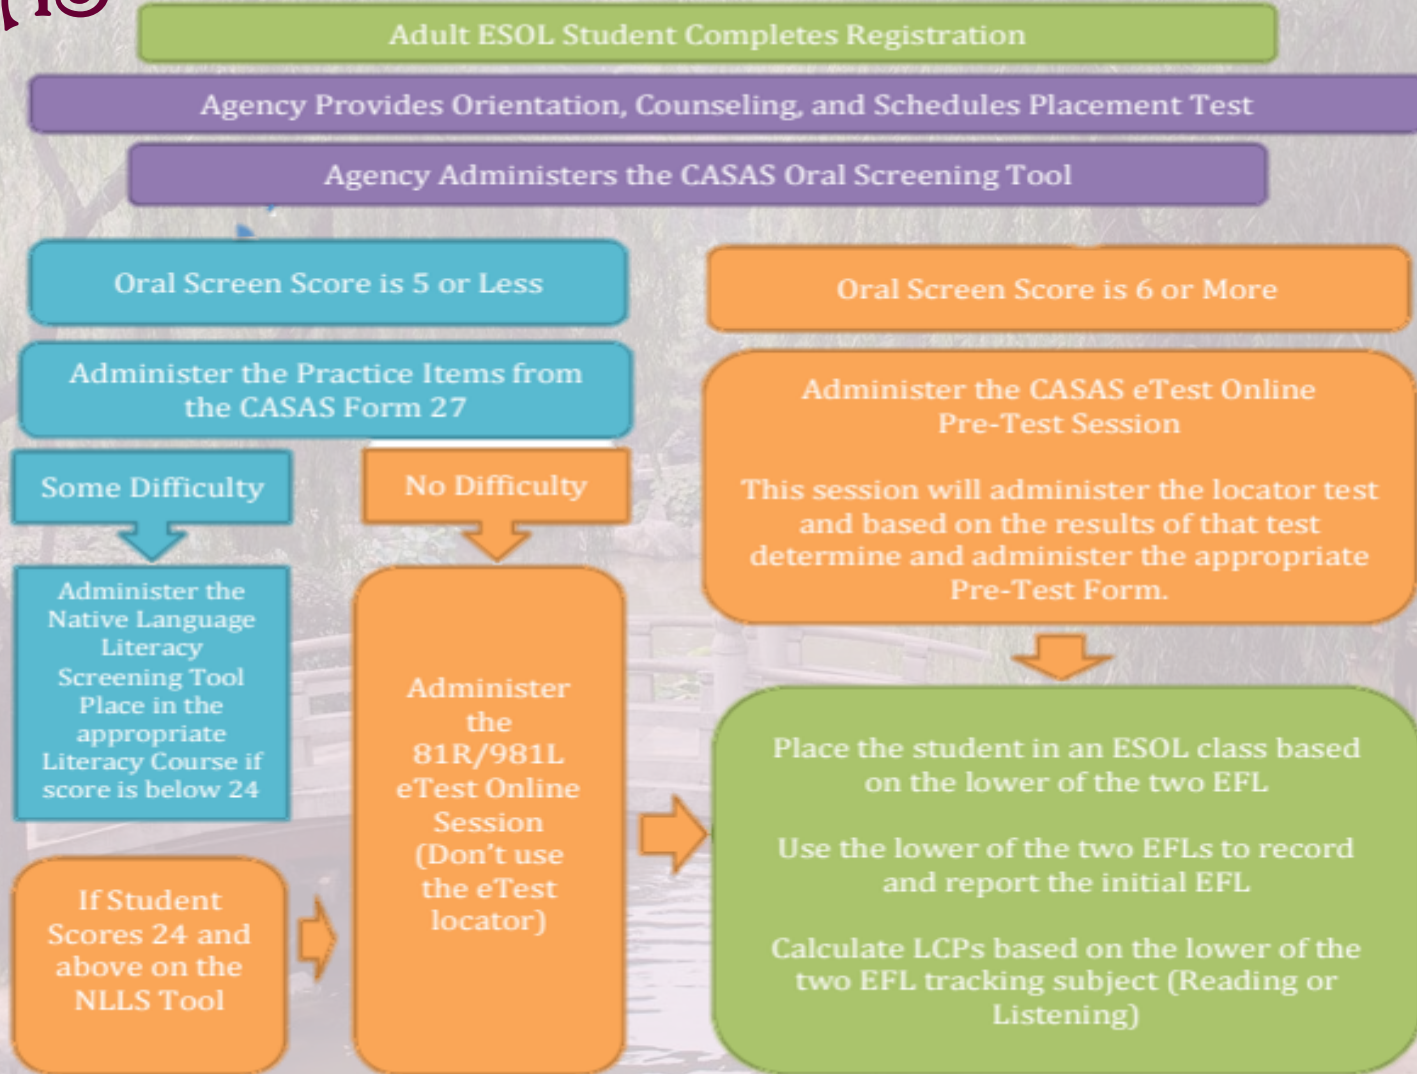 Adult ESOL Student Completes Registration
Agency Provides Orientation, Counseling, and Schedules Placement Test
Agency Administers the CASAS Oral Screening Tool
Oral Screen Score is 5 or Less
Administer the Practice Items from
the CASAS Form 27
Some Difficulty
No Difficulty
Administer the
Native Language
Literacy
Screening Tool
Place in the
appropriate
Literacy Course if
score is below 24
If Student
Scores 24 and
above on the
NLLS Tool
Administer
the
81R/981L
eTest Online
Session
(Don't use
the eTest
locator)
Oral Screen Score is 6 or More
Administer the CASAS eTest Online
Pre-Test Session
This session will administer the locator test
and based on the results of that test
determine and administer the appropriate
Pre-Test Form.
Place the student in an ESOL class based
on the lower of the two EFL
Use the lower of the two EFLs to record
and report the initial EFL
Calculate LCPs based on the lower of the
two EFL tracking subject (Reading or
Listening)